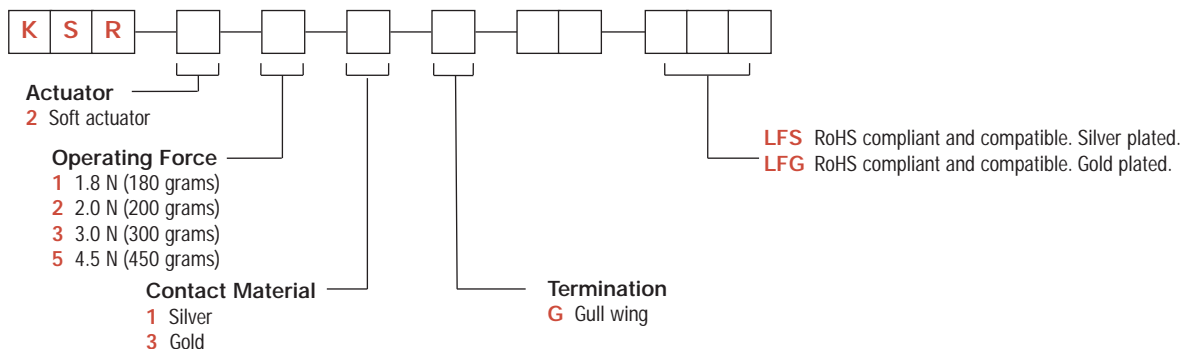 K S R
Actuator
2 Soft actuator
Operating Force
1 1.8 N (180 grams)
2 2.0 N (200 grams)
3 3.0 N (300 grams)
5 4.5 N (450 grams)
Contact Material
1 Silver
3 Gold
Termination
G Gull wing
LFS RoHS compliant and compatible. Silver plated.
LFG RoHS compliant and compatible. Gold plated.